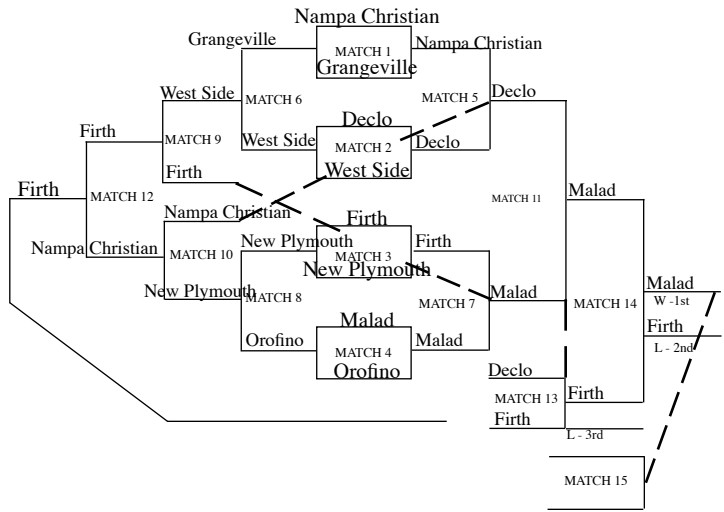 Nampa Christian
Grangeville
MATCH 1
Nampa Christian
Grangeville
West Side
MATCH 6
MATCH 5
Declo
Declo
Firth
MATCH 9
West Side
MATCH 2
Declo
West Side
Firth
Firth
MATCH 12
MATCH 11
Malad
Nampa Christian
Firth
Nampa Christian
MATCH 10
New Plymouth
MATCH 3
Firth
New Plymouth
New Plymouth
MATCH 8
MATCH 7
Malad
MATCH 14
Malad
W -1st
Malad
Firth
Orofino
MATCH 4
Malad
L - 2nd
Orofino
Declo
MATCH 13
Firth
Firth
L - 3rd
MATCH 15